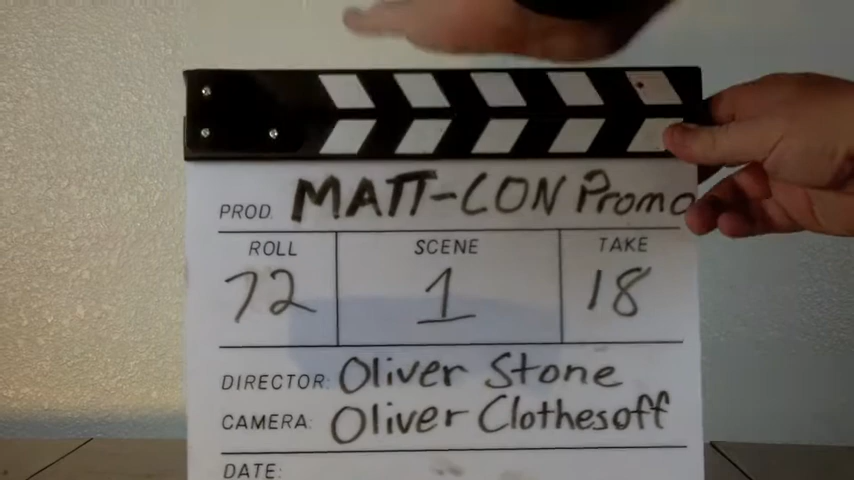 PROD. MATT-CON Promo
ROLL SCENE TAKE
72 1 18
DIRECTOR: Oliver Stone
CAMERA: Oliver Clothesoff
DATE: